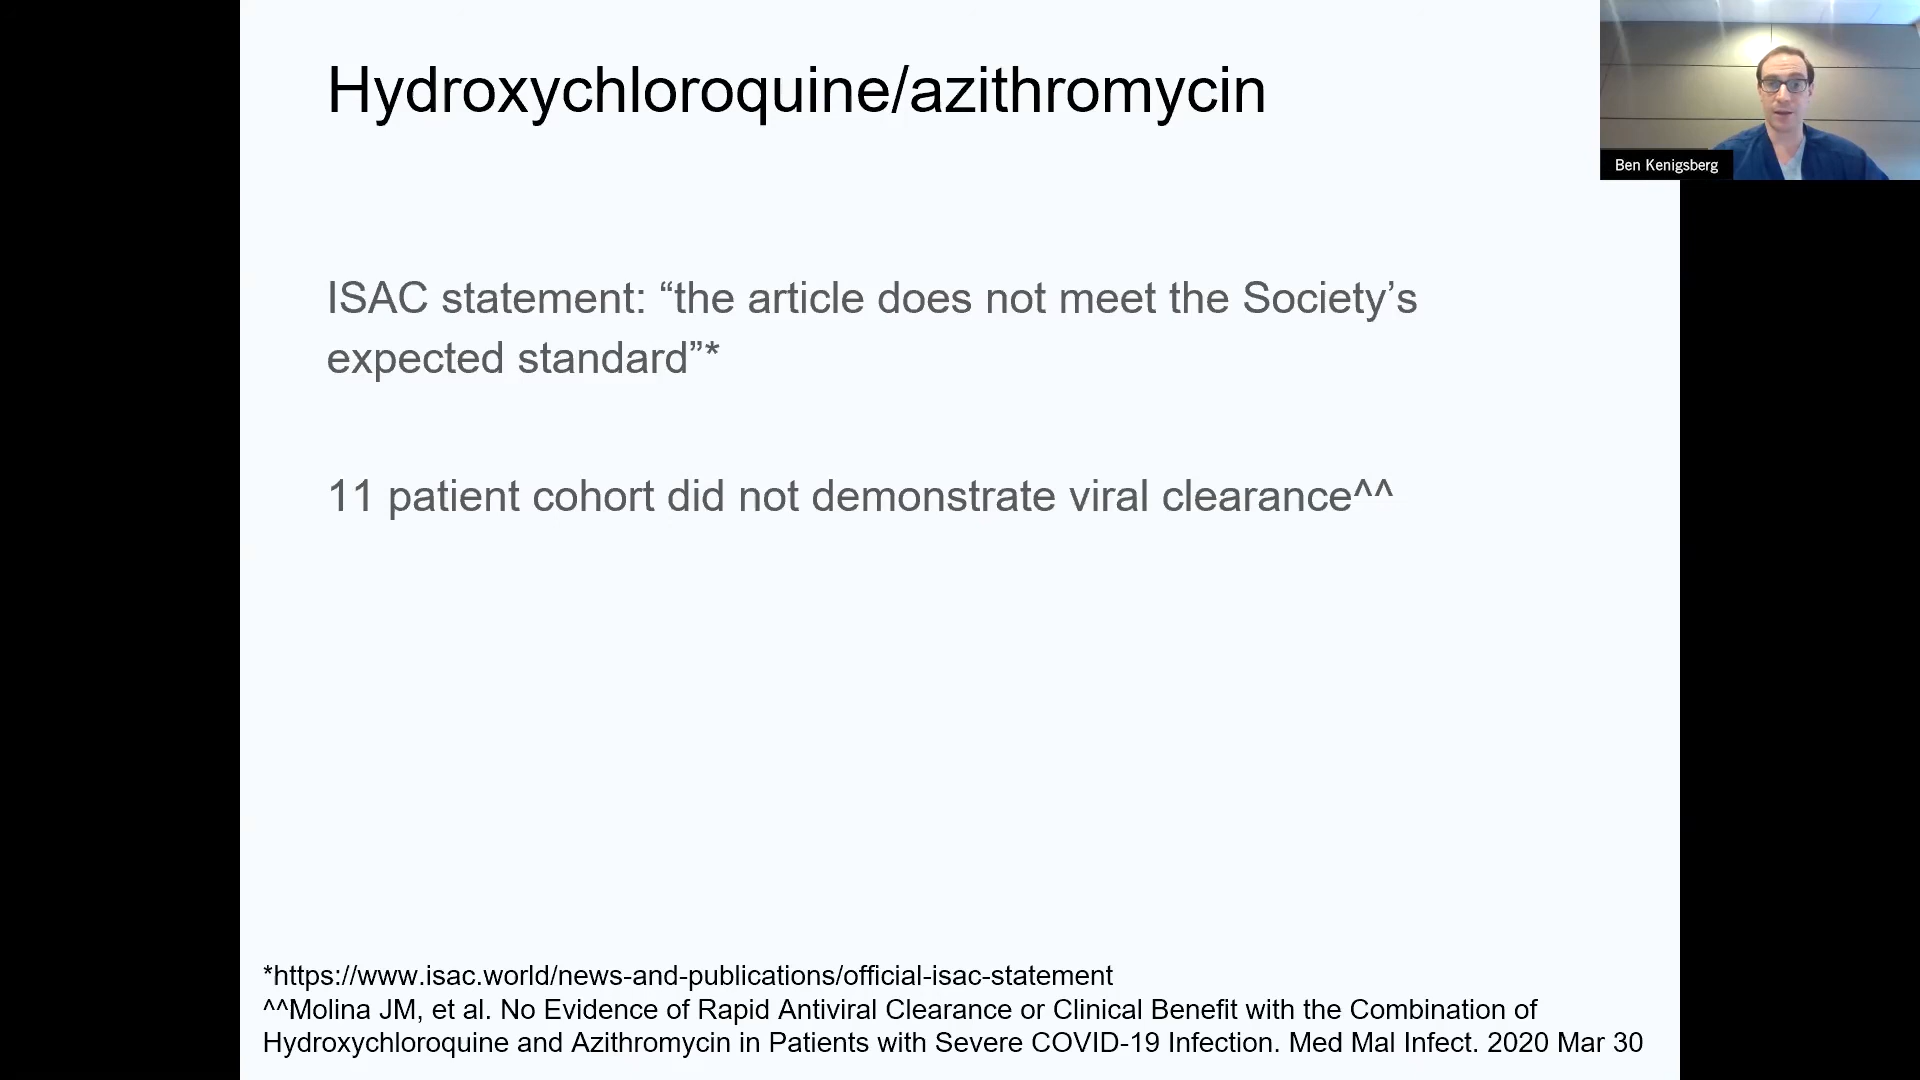 Hydroxychloroquine/azithromycin
Ben Kenigsberg
ISAC statement: “the article does not meet the Society’s
expected standard”*
11 patient cohort did not demonstrate viral clearance^^
*https://www.isac.world/news-and-publications/official-isac-statement
^^Molina JM, et al. No Evidence of Rapid Antiviral Clearance or Clinical Benefit with the Combination of
Hydroxychloroquine and Azithromycin in Patients with Severe COVID-19 Infection. Med Mal Infect. 2020 Mar 30